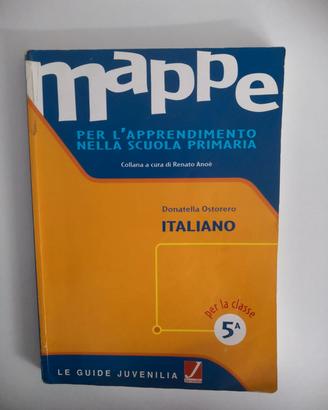 mappe
PER L'APPRENDIMENTO
NELLA SCUOLA PRIMARIA
Collana a cura di Renato Anoè
Donatella Ostorero
ITALIANO
per la classe
5A
LE GUIDE JUVENILIA
J